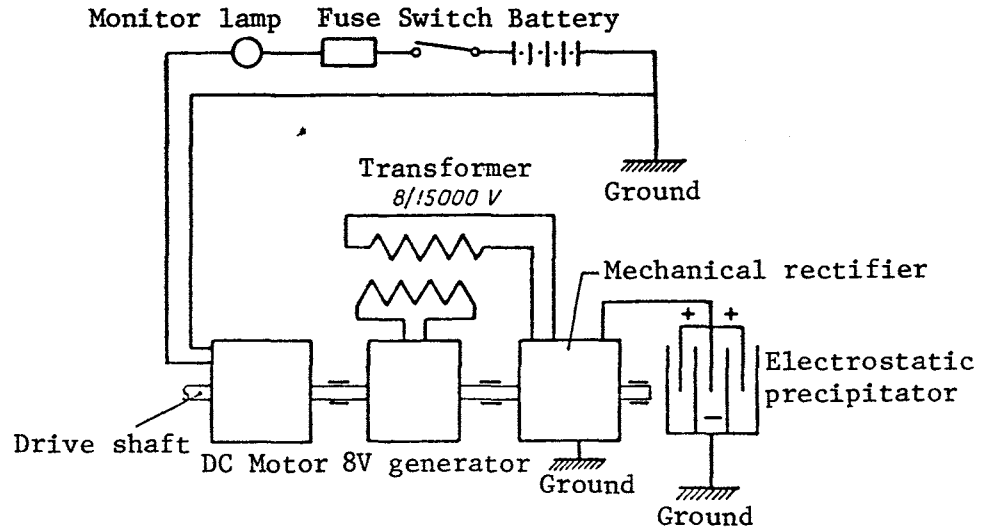 Monitor lamp Fuse Switch Battery
Transformer
8/15000 V
Ground
Mechanical rectifier
+ +
Electrostatic
precipitator
−
Drive shaft
DC Motor 8V generator
Ground
Ground